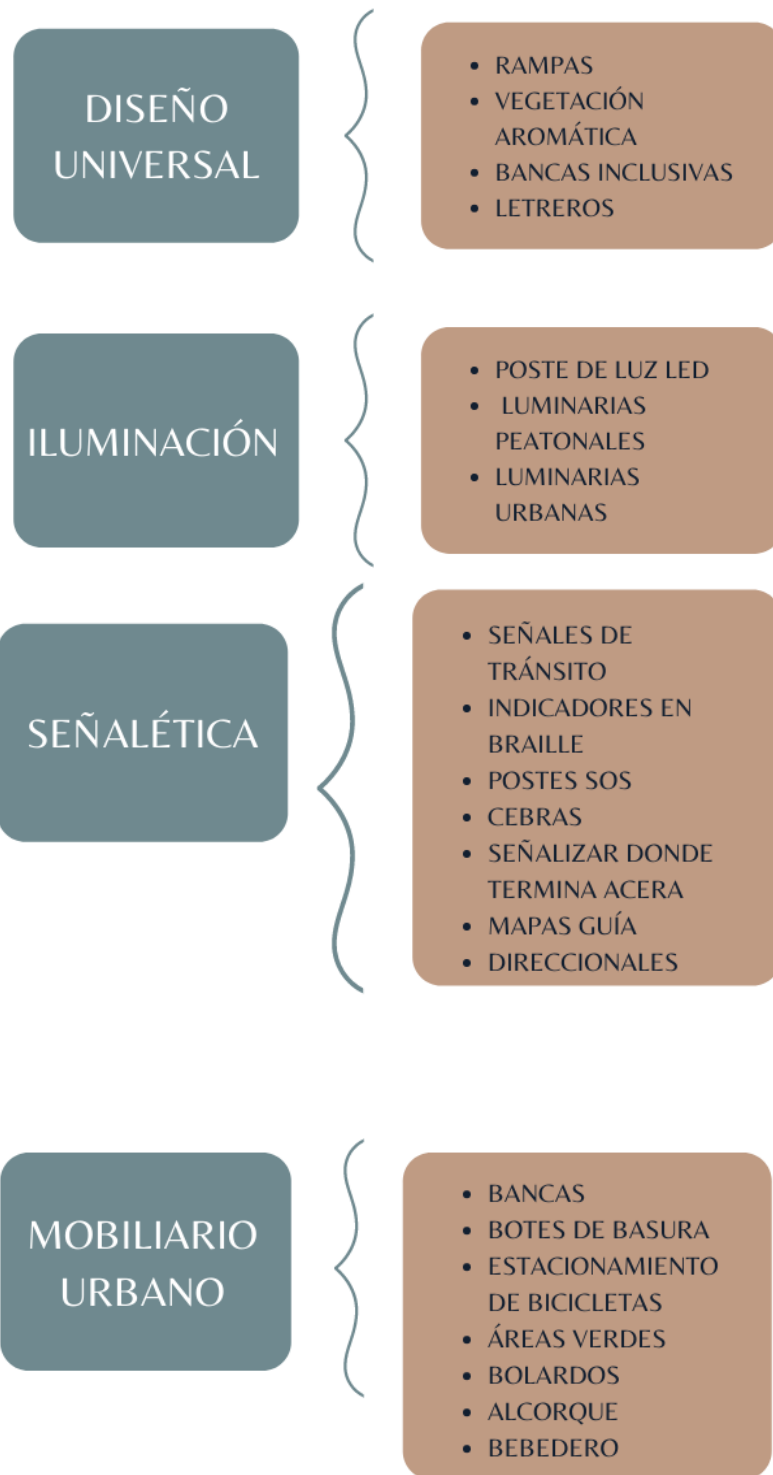 DISEÑO
UNIVERSAL
• RAMPAS
• VEGETACIÓN
AROMÁTICA
• BANCAS INCLUSIVAS
• LETREROS
ILUMINACIÓN
• POSTE DE LUZ LED
• LUMINARIAS
PEATONALES
• LUMINARIAS
URBANAS
SEÑALÉTICA
• SEÑALES DE
TRÁNSITO
• INDICADORES EN
BRAILLE
• POSTES SOS
• CEBRAS
• SEÑALIZAR DONDE
TERMINA ACERA
• MAPAS GUÍA
• DIRECCIONALES
MOBILIARIO
URBANO
• BANCAS
• BOTES DE BASURA
• ESTACIONAMIENTO
DE BICICLETAS
• ÁREAS VERDES
• BOLARDOS
• ALCORQUE
• BEBEDERO